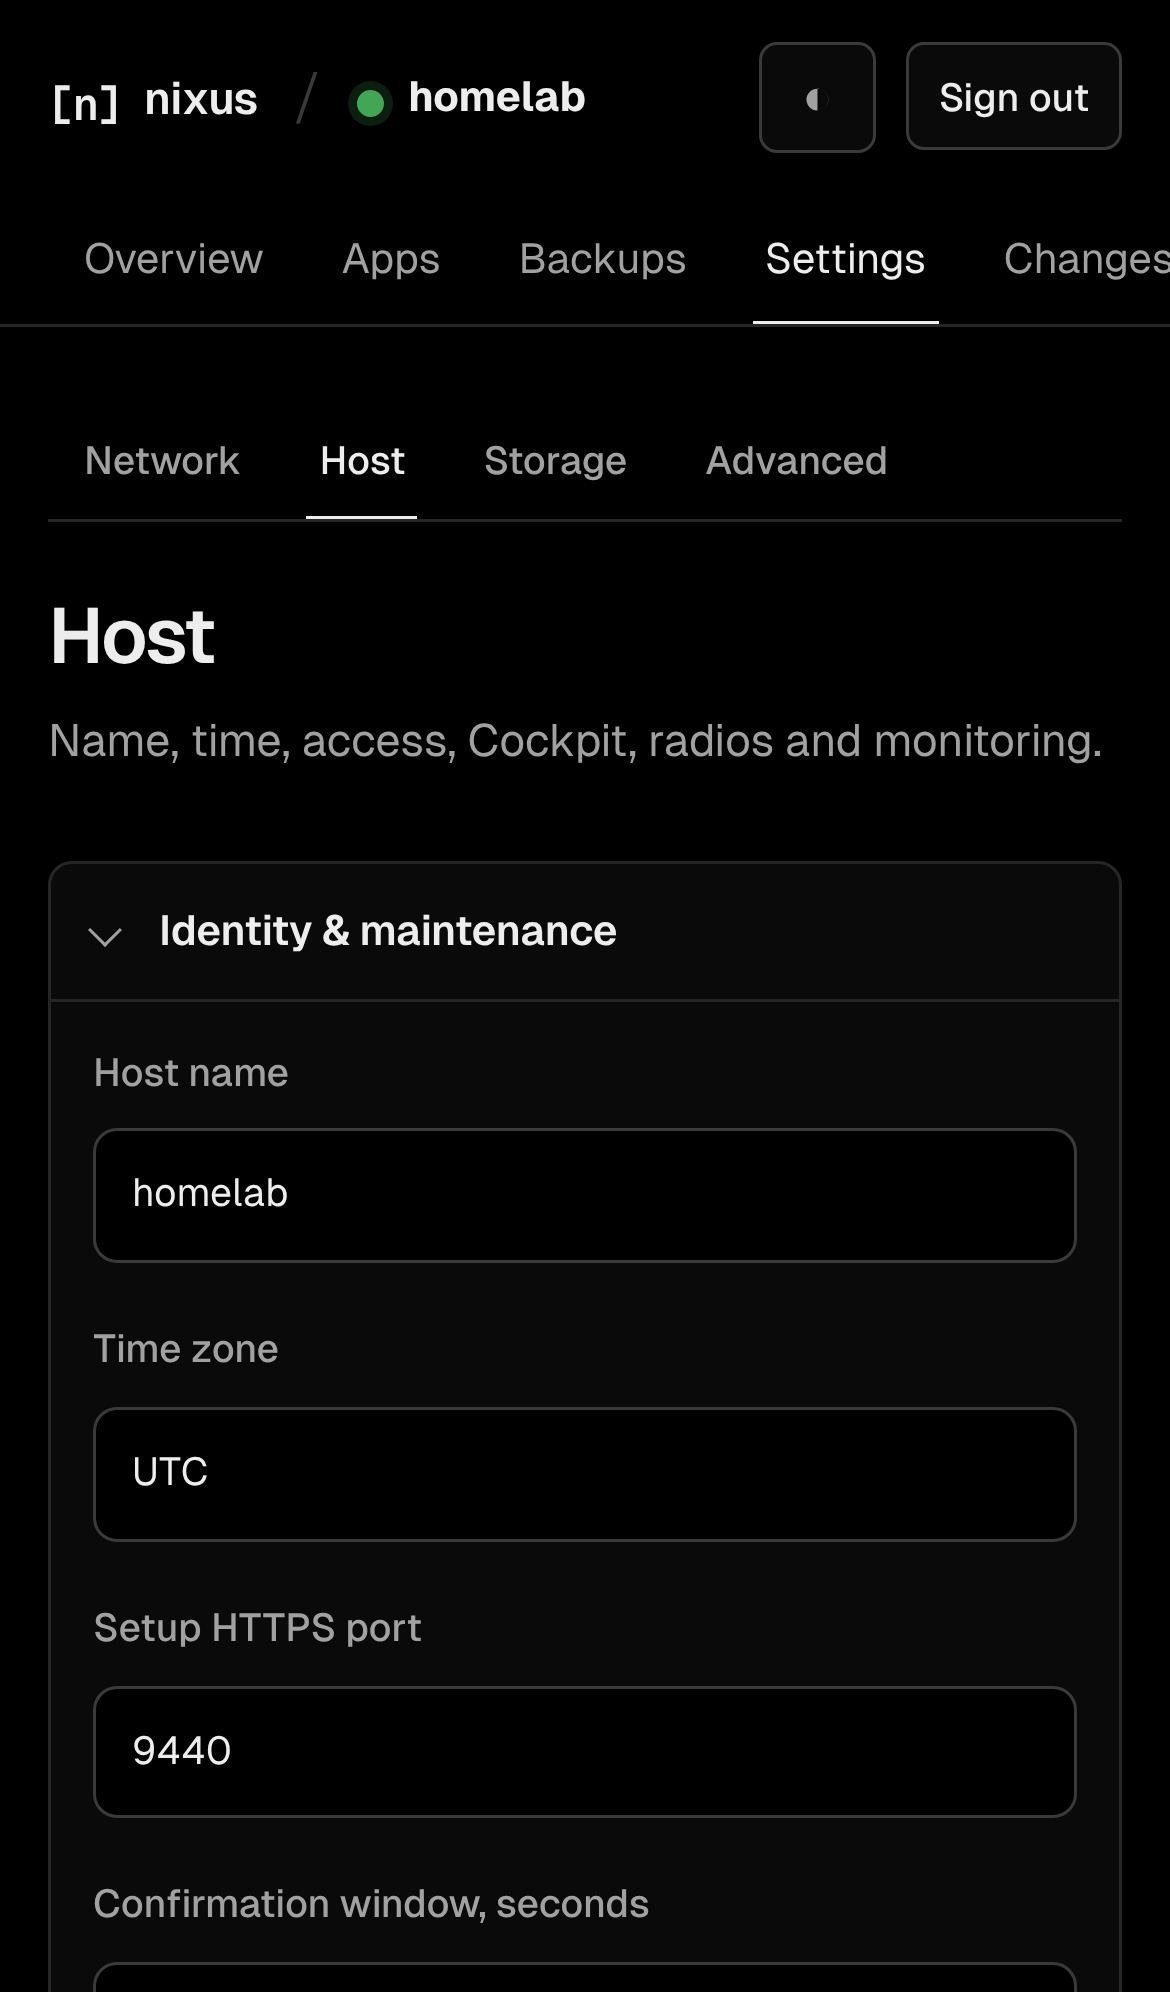 [n] nixus / homelab
Sign out
Overview Apps Backups Settings Changes
Network Host Storage Advanced
Host
Name, time, access, Cockpit, radios and monitoring.
Identity & maintenance
Host name
homelab
Time zone
UTC
Setup HTTPS port
9440
Confirmation window, seconds